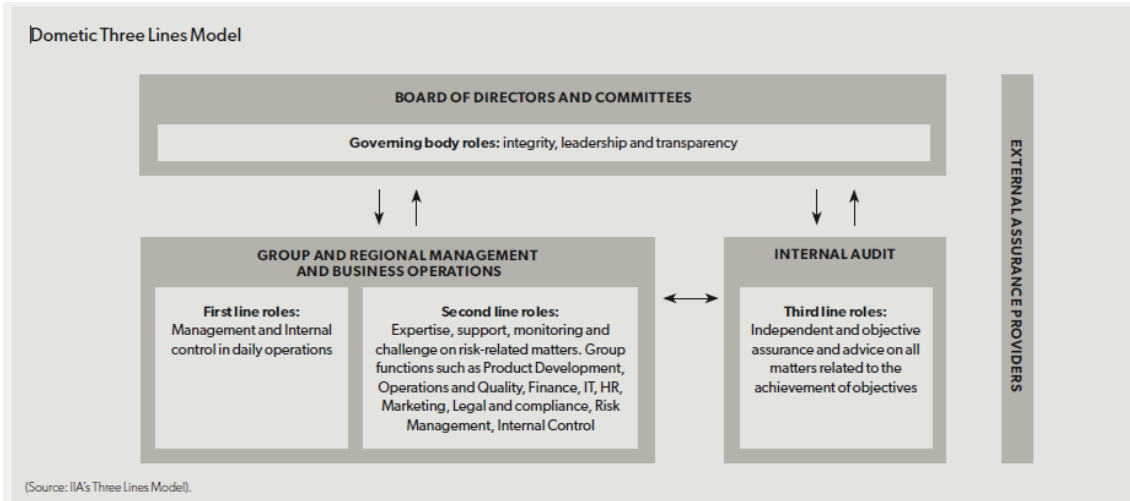 Dometic Three Lines Model
BOARD OF DIRECTORS AND COMMITTEES
Governing body roles: integrity, leadership and transparency
GROUP AND REGIONAL MANAGEMENT
AND BUSINESS OPERATIONS
First line roles:
Management and Internal
control in daily operations
Second line roles:
Expertise, support, monitoring and
challenge on risk-related matters. Group
functions such as Product Development,
Operations and Quality, Finance, IT, HR,
Marketing, Legal and compliance, Risk
Management, Internal Control
INTERNAL AUDIT
Third line roles:
Independent and objective
assurance and advice on all
matters related to the
achievement of objectives
EXTERNAL ASSURANCE PROVIDERS
(Source: IIA's Three Lines Model).